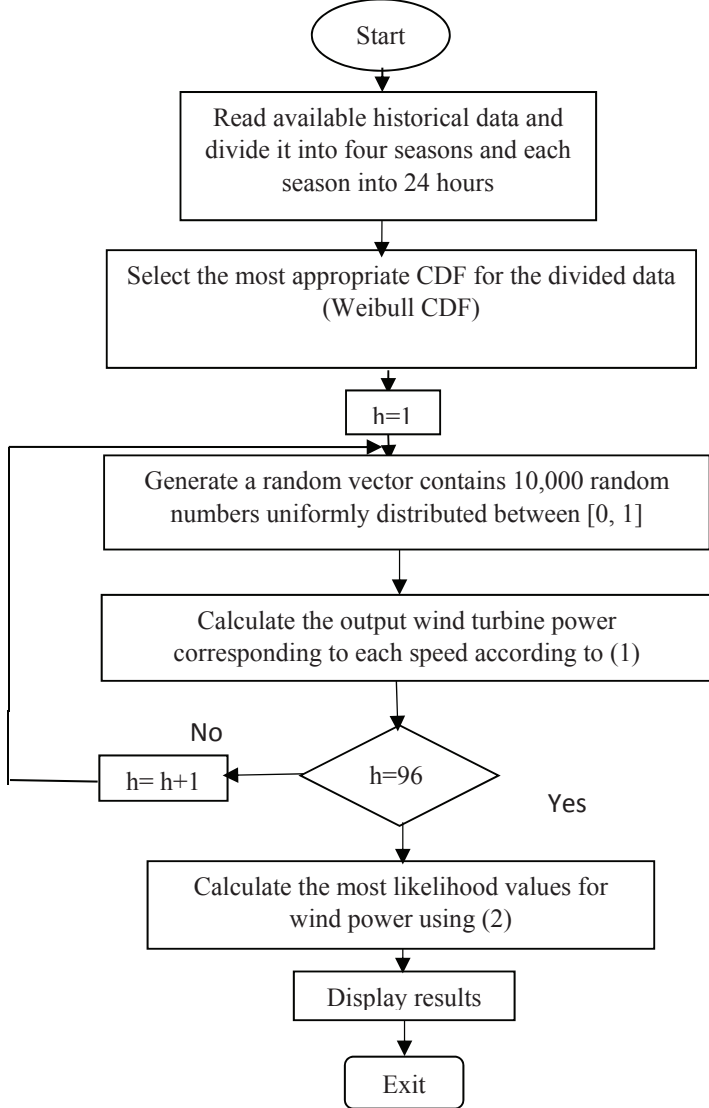 Start
Read available historical data and
divide it into four seasons and each
season into 24 hours
Select the most appropriate CDF for the divided data
(Weibull CDF)
h=1
Generate a random vector contains 10,000 random
numbers uniformly distributed between [0, 1]
Calculate the output wind turbine power
corresponding to each speed according to (1)
No
h= h+1
h=96
Yes
Calculate the most likelihood values for
wind power using (2)
Display results
Exit